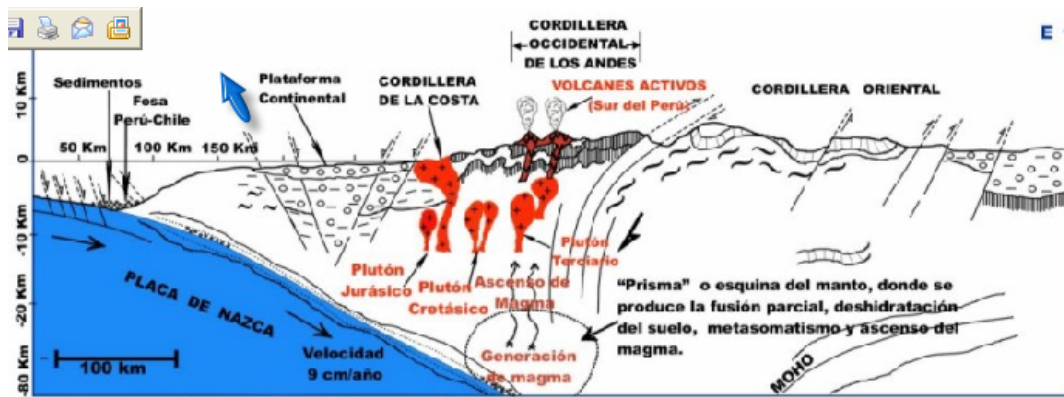 CORDILLERA
OCCIDENTAL
DE LOS ANDES
E
Sedimentos
Plataforma
Continental
CORDILLERA
DE LA COSTA
VOLCANES ACTIVOS
(Sur del Perú)
CORDILLERA ORIENTAL
Fosa
Perú-Chile
10 Km
50 Km
100 Km
150 Km
0
-10 Km
-20 Km
-80 Km
Plutón
Jurásico
Plutón
Cretásico
Ascenso de
Magma
Plutón
Terciario
PLACA DE NAZCA
"Prisma" o esquina del manto, donde se
produce la fusión parcial, deshidratación
del suelo, metasomatismo y ascenso del
magma.
Velocidad
9 cm/año
Generación
de magma
100 km
MOHO